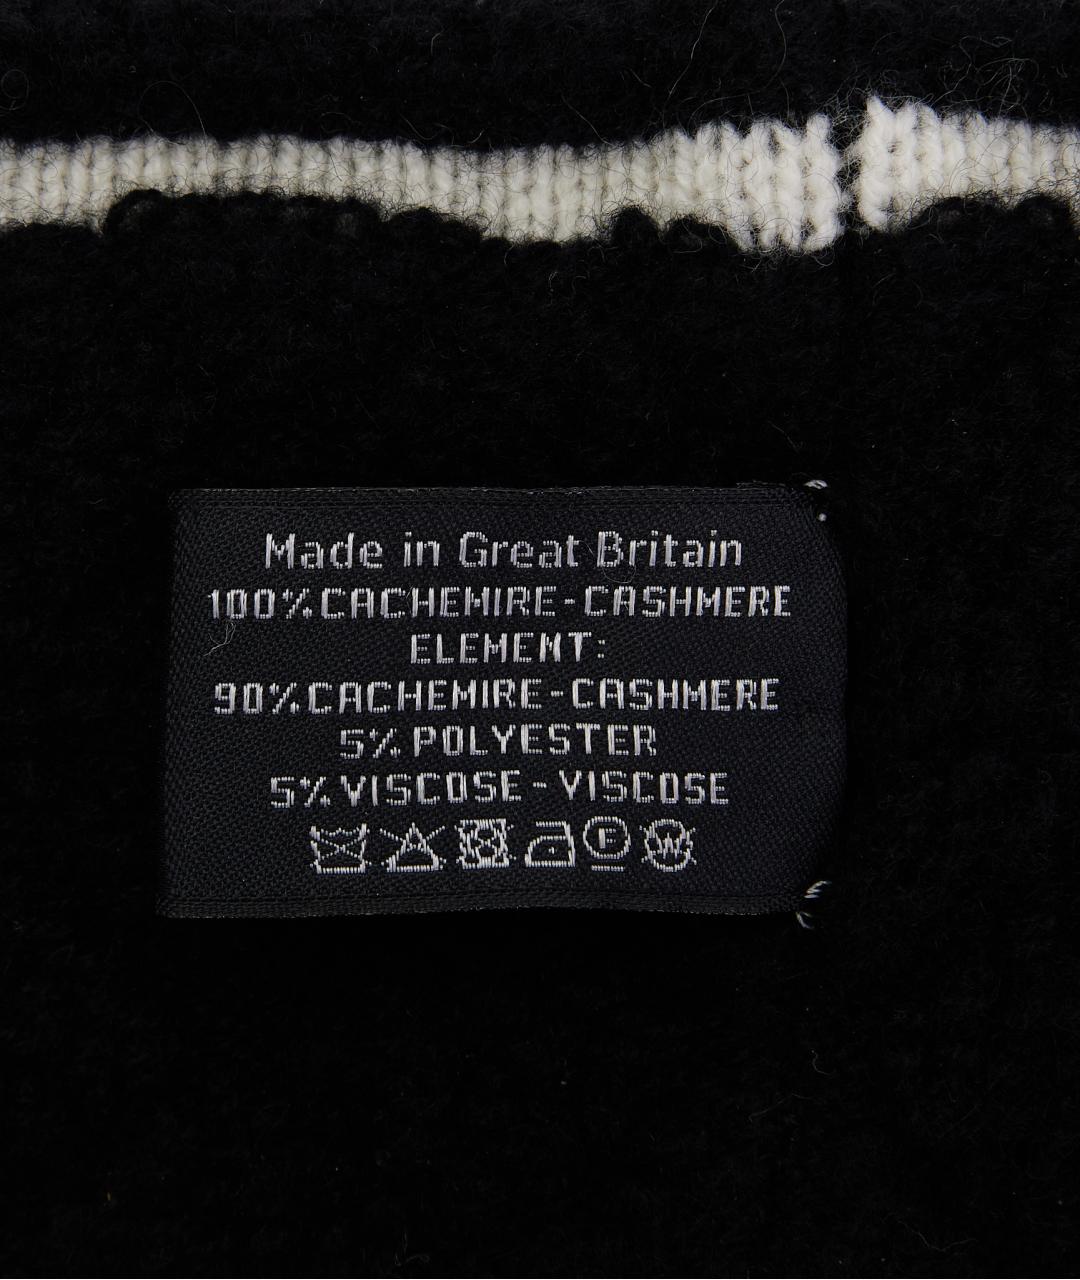 Made in Great Britain
100% CACHEMIRE - CASHMERE
ELEMENT:
90% CACHEMIRE - CASHMERE
5% POLYESTER
5% VISCOSE - VISCOSE
F W